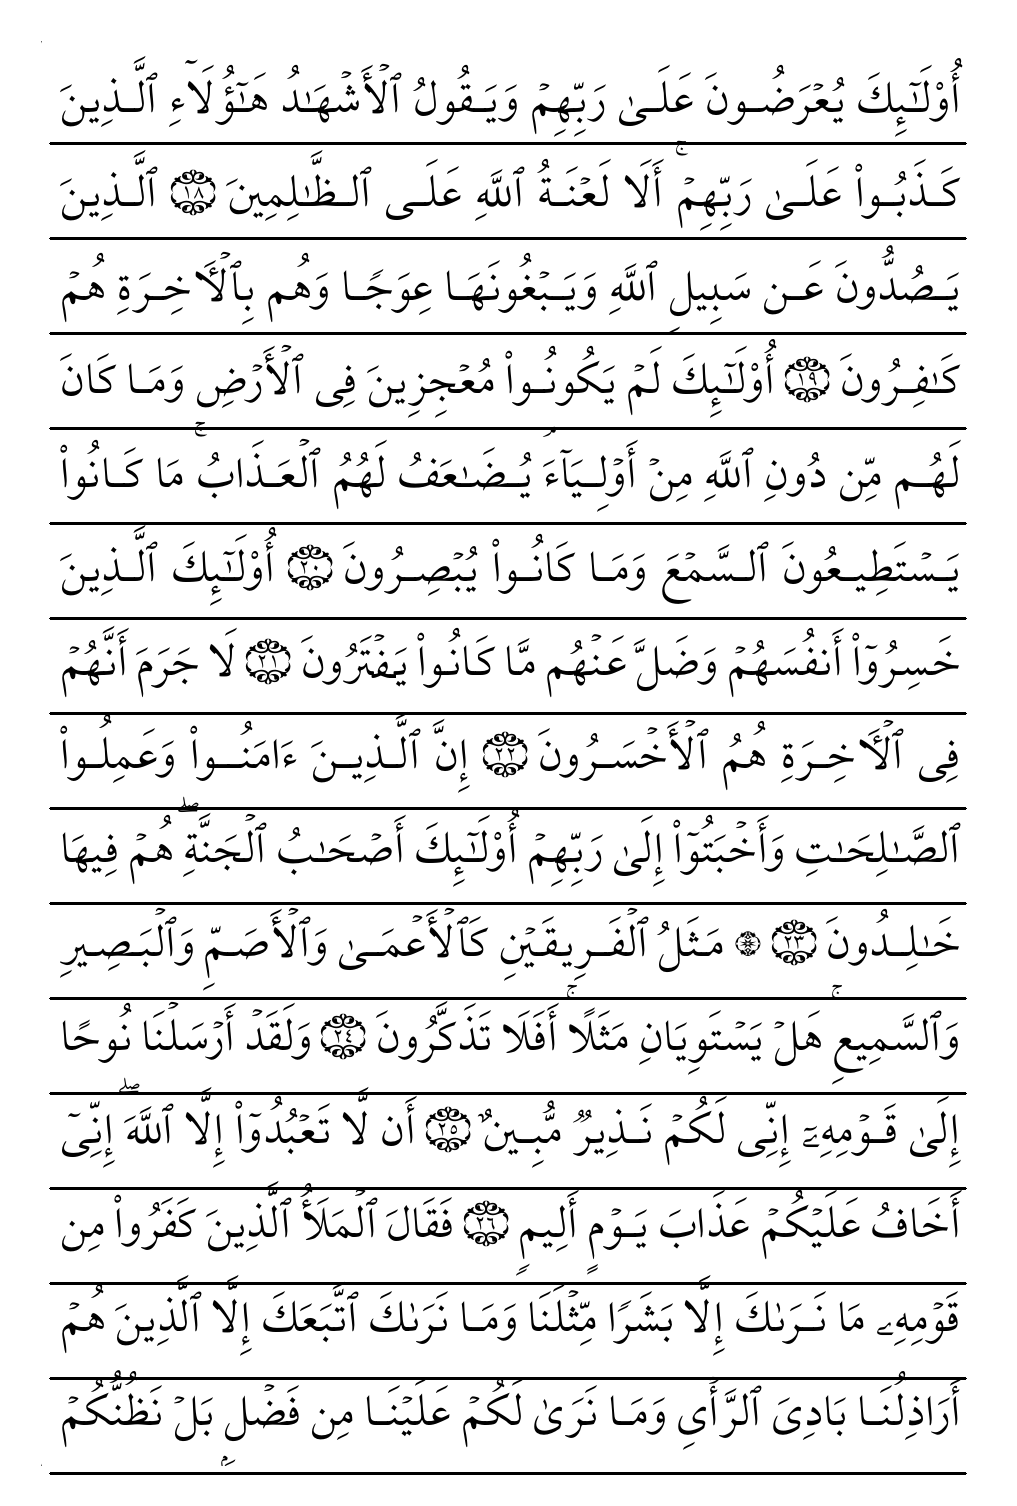 أُو۟لَـٰٓئِكَ يُعۡرَضُونَ عَلَىٰ رَبِّهِمۡ وَيَقُولُ ٱلۡأَشۡهَـٰدُ هَـٰٓؤُلَآءِ ٱلَّذِينَ
كَذَبُوا۟ عَلَىٰ رَبِّهِمۡۚ أَلَا لَعۡنَةُ ٱللَّهِ عَلَى ٱلظَّـٰلِمِينَ ١٨ ٱلَّذِينَ
يَصُدُّونَ عَن سَبِيلِ ٱللَّهِ وَيَبۡغُونَهَا عِوَجًا وَهُم بِٱلۡـَٔاخِرَةِ هُمۡ
كَـٰفِرُونَ ١٩ أُو۟لَـٰٓئِكَ لَمۡ يَكُونُوا۟ مُعۡجِزِينَ فِى ٱلۡأَرۡضِ وَمَا كَانَ
لَهُم مِّن دُونِ ٱللَّهِ مِنۡ أَوۡلِيَآءَۘ يُضَـٰعَفُ لَهُمُ ٱلۡعَذَابُۚ مَا كَانُوا۟
يَسۡتَطِيعُونَ ٱلسَّمۡعَ وَمَا كَانُوا۟ يُبۡصِرُونَ ٢٠ أُو۟لَـٰٓئِكَ ٱلَّذِينَ
خَسِرُوٓا۟ أَنفُسَهُمۡ وَضَلَّ عَنۡهُم مَّا كَانُوا۟ يَفۡتَرُونَ ٢١ لَا جَرَمَ أَنَّهُمۡ
فِى ٱلۡـَٔاخِرَةِ هُمُ ٱلۡأَخۡسَرُونَ ٢٢ إِنَّ ٱلَّذِينَ ءَامَنُوا۟ وَعَمِلُوا۟
ٱلصَّـٰلِحَـٰتِ وَأَخۡبَتُوٓا۟ إِلَىٰ رَبِّهِمۡ أُو۟لَـٰٓئِكَ أَصۡحَـٰبُ ٱلۡجَنَّةِۖ هُمۡ فِيهَا
خَـٰلِدُونَ ٢٣ ۞ مَثَلُ ٱلۡفَرِيقَيۡنِ كَٱلۡأَعۡمَىٰ وَٱلۡأَصَمِّ وَٱلۡبَصِيرِ
وَٱلسَّمِيعِۚ هَلۡ يَسۡتَوِيَانِ مَثَلًاۚ أَفَلَا تَذَكَّرُونَ ٢٤ وَلَقَدۡ أَرۡسَلۡنَا نُوحًا
إِلَىٰ قَوۡمِهِۦٓ إِنِّى لَكُمۡ نَذِيرٌ مُّبِينٌ ٢٥ أَن لَّا تَعۡبُدُوٓا۟ إِلَّا ٱللَّهَۖ إِنِّىٓ
أَخَافُ عَلَيۡكُمۡ عَذَابَ يَوۡمٍ أَلِيمٍ ٢٦ فَقَالَ ٱلۡمَلَأُ ٱلَّذِينَ كَفَرُوا۟ مِن
قَوۡمِهِۦ مَا نَرَىٰكَ إِلَّا بَشَرًا مِّثۡلَنَا وَمَا نَرَىٰكَ ٱتَّبَعَكَ إِلَّا ٱلَّذِينَ هُمۡ
أَرَاذِلُنَا بَادِىَ ٱلرَّأۡىِ وَمَا نَرَىٰ لَكُمۡ عَلَيۡنَا مِن فَضۡلٍۭ بَلۡ نَظُنُّكُمۡ